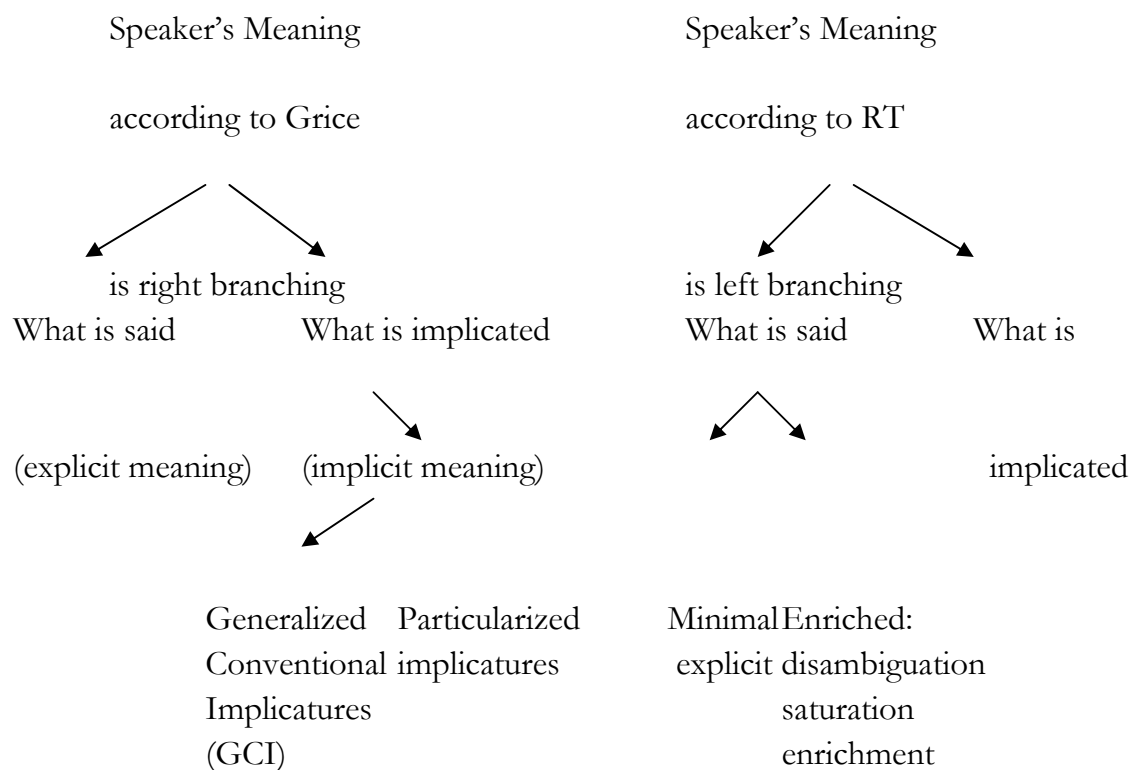 Speaker’s Meaning Speaker’s Meaning
according to Grice according to RT
is right branching is left branching
What is said What is implicated What is said What is
(explicit meaning) (implicit meaning) implicated
Generalized Particularized Minimal Enriched:
Conventional implicatures explicit disambiguation
Implicatures saturation
(GCI) enrichment